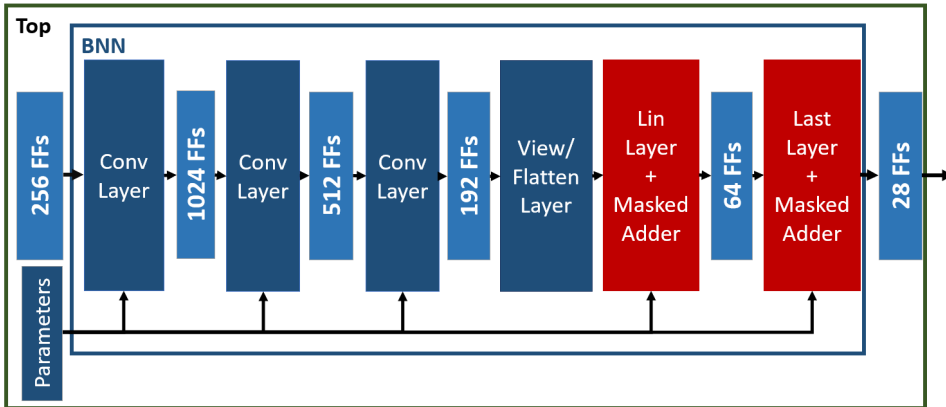 Top
BNN
256 FFs
Conv
Layer
1024 FFs
Conv
Layer
512 FFs
Conv
Layer
192 FFs
View/
Flatten
Layer
Lin
Layer
+
Masked
Adder
64 FFs
Last
Layer
+
Masked
Adder
28 FFs
Parameters